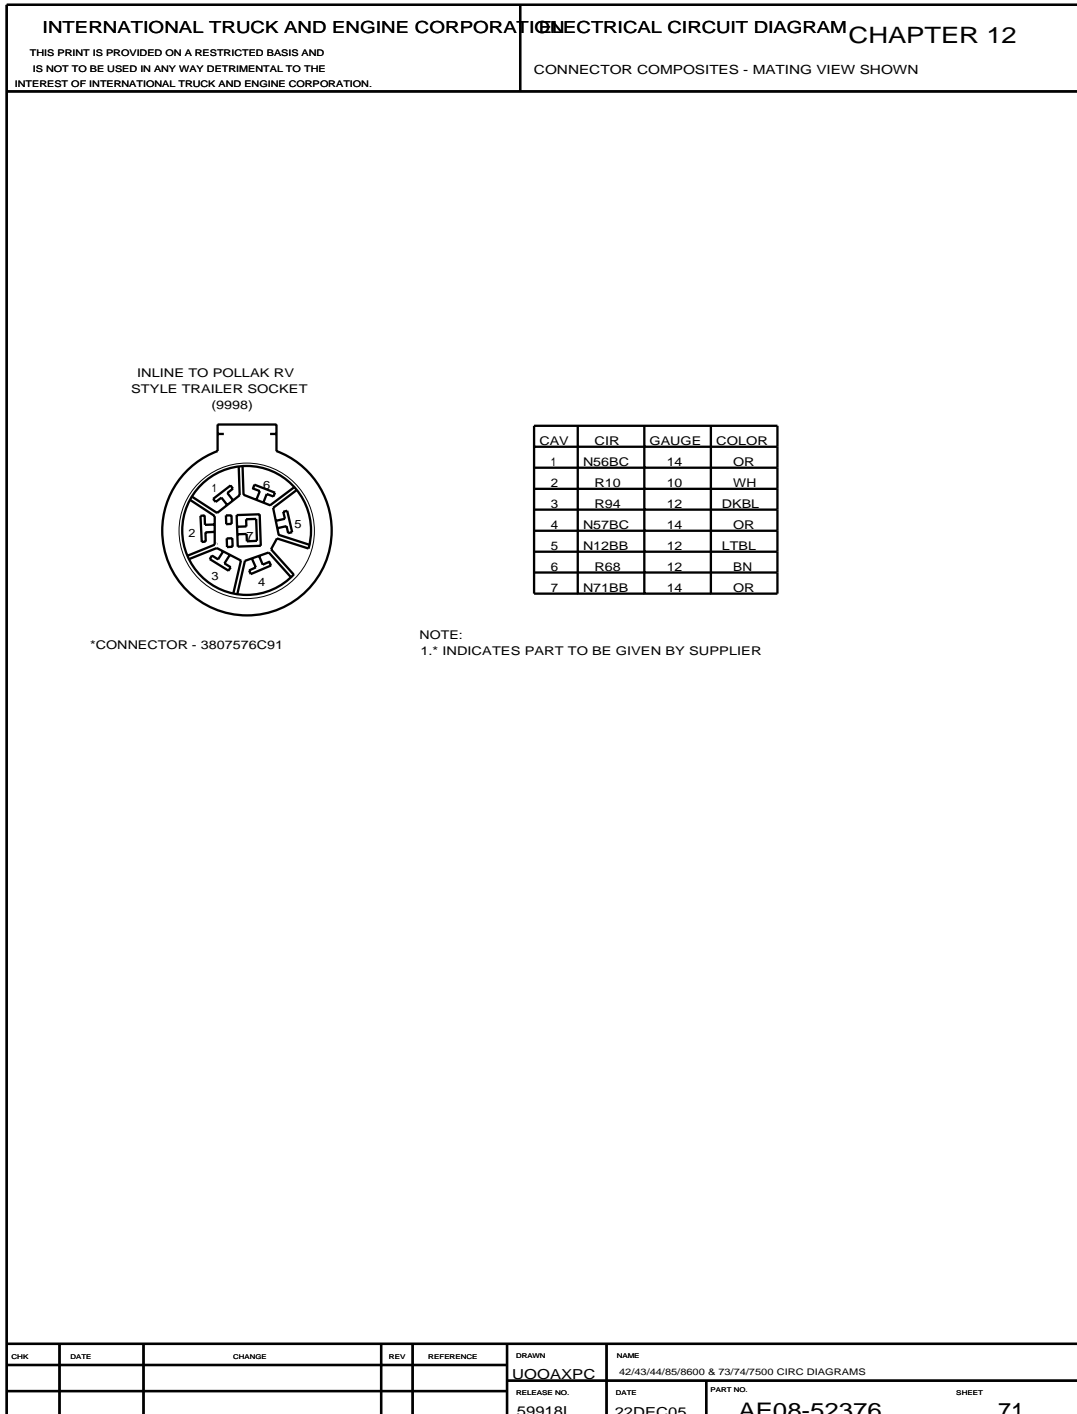 INTERNATIONAL TRUCK AND ENGINE CORPORATION
THIS PRINT IS PROVIDED ON A RESTRICTED BASIS AND
IS NOT TO BE USED IN ANY WAY DETRIMENTAL TO THE
INTEREST OF INTERNATIONAL TRUCK AND ENGINE CORPORATION.
ELECTRICAL CIRCUIT DIAGRAM
CHAPTER 12
CONNECTOR COMPOSITES - MATING VIEW SHOWN
INLINE TO POLLAK RV
STYLE TRAILER SOCKET
(9998)
1
6
2
7
5
3
4
*CONNECTOR - 3807576C91
CAV CIR GAUGE COLOR
1 N56BC 14 OR
2 R10 10 WH
3 R94 12 DKBL
4 N57BC 14 OR
5 N12BB 12 LTBL
6 R68 12 BN
7 N71BB 14 OR
NOTE:
1.* INDICATES PART TO BE GIVEN BY SUPPLIER
CHK DATE CHANGE REV REFERENCE
DRAWN
UOOAXPC
NAME
42/43/44/85/8600 & 73/74/7500 CIRC DIAGRAMS
RELEASE NO.
59918L
DATE
22DEC05
PART NO.
AE08-52376
SHEET
71